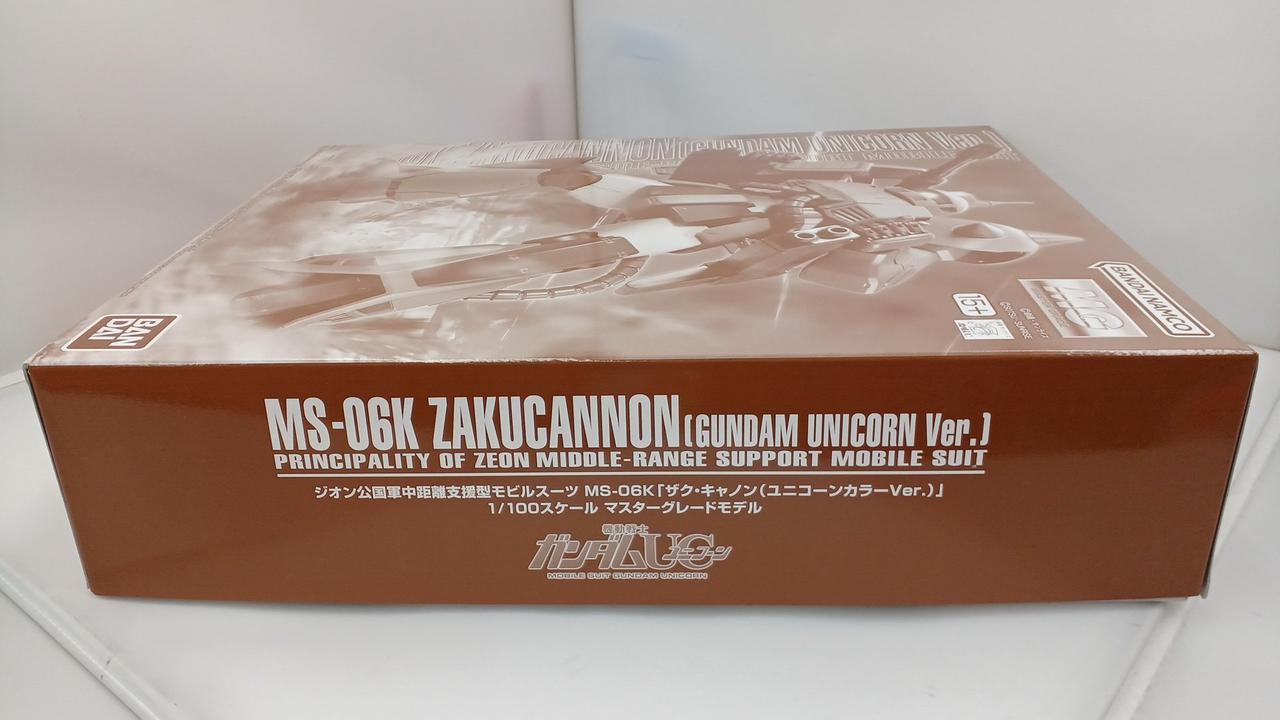 ZAKUCANNON(GUNDAM UNICORN Ver.)
BAN
DAI
15+
MG
BANDAI NAMCO
MS-06K ZAKUCANNON(GUNDAM UNICORN Ver.)
PRINCIPALITY OF ZEON MIDDLE-RANGE SUPPORT MOBILE SUIT
ジオン公国軍中距離支援型モビルスーツ MS-06K「ザク・キャノン(ユニコーンカラーVer.)」
1/100スケール マスターグレードモデル
機動戦士
ガンダムUCユニコーン
MOBILE SUIT GUNDAM UNICORN